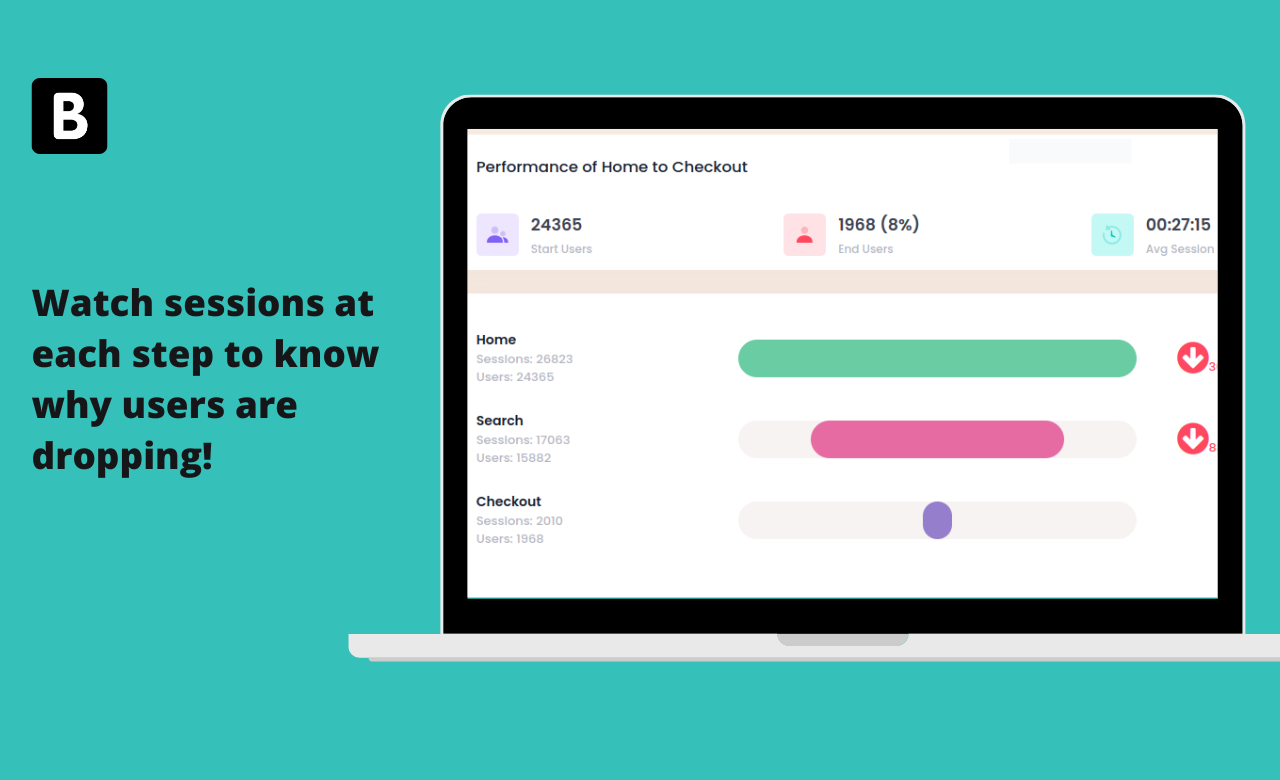 B
Watch sessions at
each step to know
why users are
dropping!
Performance of Home to Checkout
24365
Start Users
1968 (8%)
End Users
00:27:15
Avg Session
Home
Sessions: 26823
Users: 24365
3
Search
Sessions: 17063
Users: 15882
8
Checkout
Sessions: 2010
Users: 1968